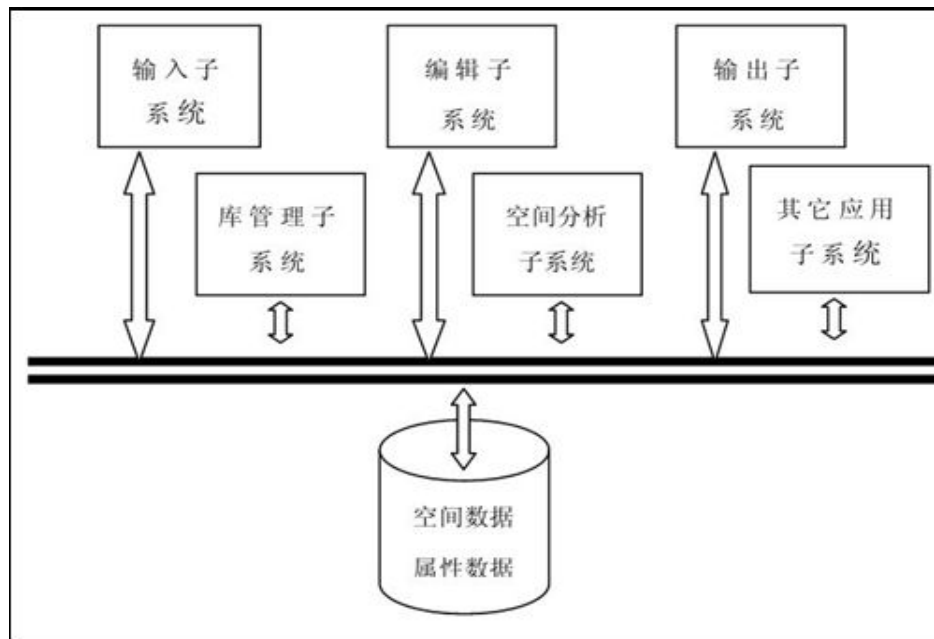 输入子
系统
编辑子
系统
输出子
系统
库管理子
系统
空间分析
子系统
其它应用
子系统
空间数据
属性数据